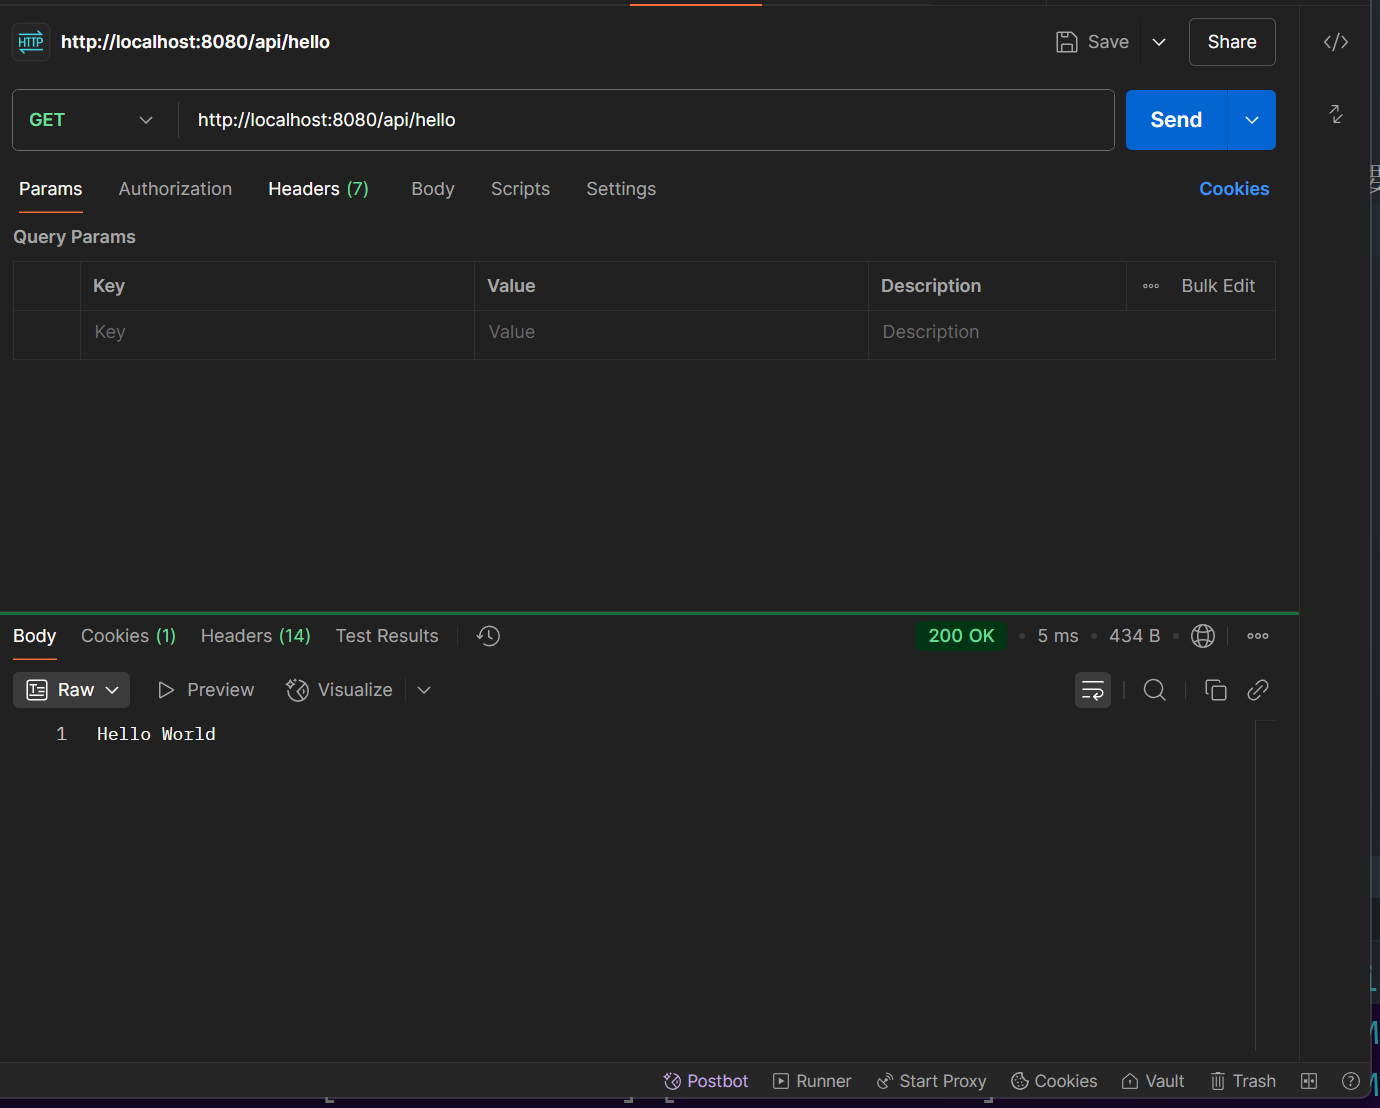 HTTP http://localhost:8080/api/hello Save Share
GET http://localhost:8080/api/hello Send
Params Authorization Headers (7) Body Scripts Settings Cookies
Query Params
Key Value Description Bulk Edit
Key Value Description
Body Cookies (1) Headers (14) Test Results 200 OK • 5 ms • 434 B
Raw Preview Visualize
1 Hello World
Postbot Runner Start Proxy Cookies Vault Trash